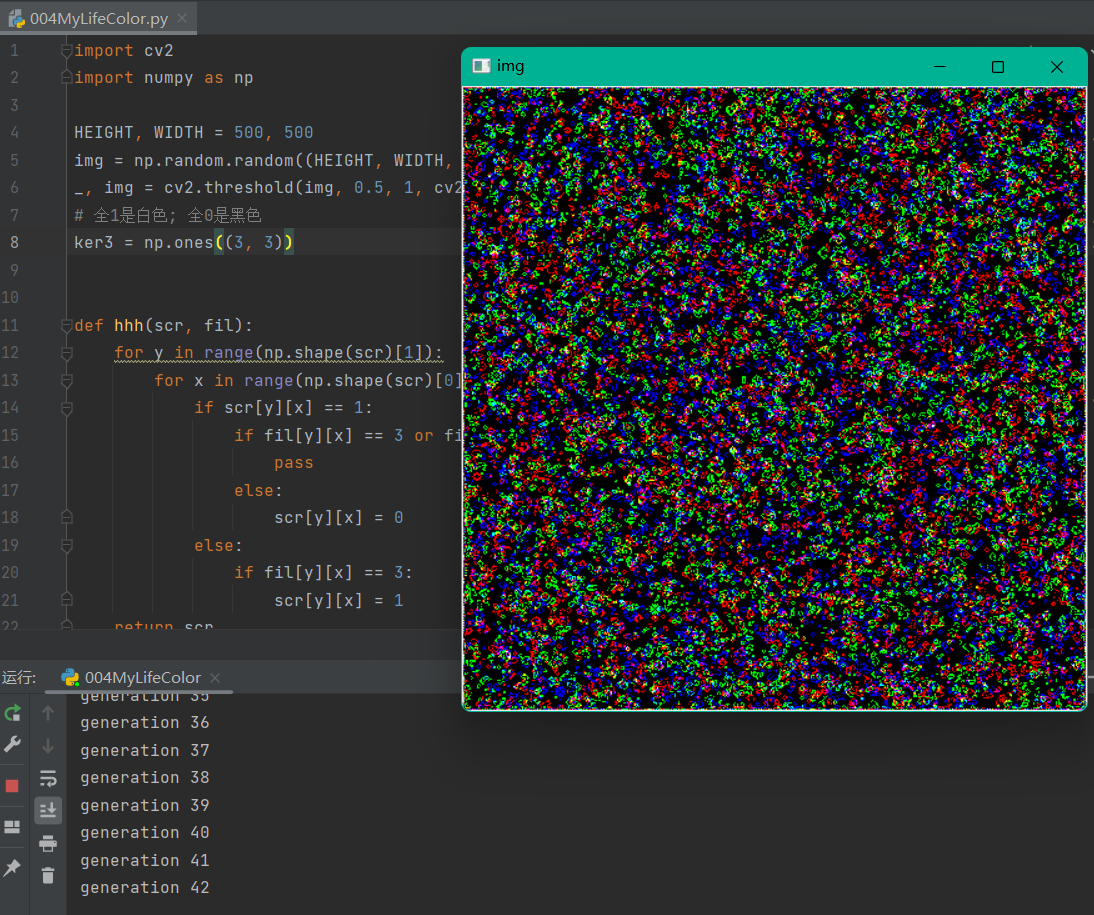 004MyLifeColor.py
1 import cv2
2 import numpy as np
3
4 HEIGHT, WIDTH = 500, 500
5 img = np.random.random((HEIGHT, WIDTH,
6 _, img = cv2.threshold(img, 0.5, 1, cv2
7 # 全1是白色; 全0是黑色
8 ker3 = np.ones((3, 3))
9
10
11 def hhh(scr, fil):
12 for y in range(np.shape(scr)[1]):
13 for x in range(np.shape(scr)[0]
14 if scr[y][x] == 1:
15 if fil[y][x] == 3 or fi
16 pass
17 else:
18 scr[y][x] = 0
19 else:
20 if fil[y][x] == 3:
21 scr[y][x] = 1
22 return scr
img
运行: 004MyLifeColor
generation 35
generation 36
generation 37
generation 38
generation 39
generation 40
generation 41
generation 42